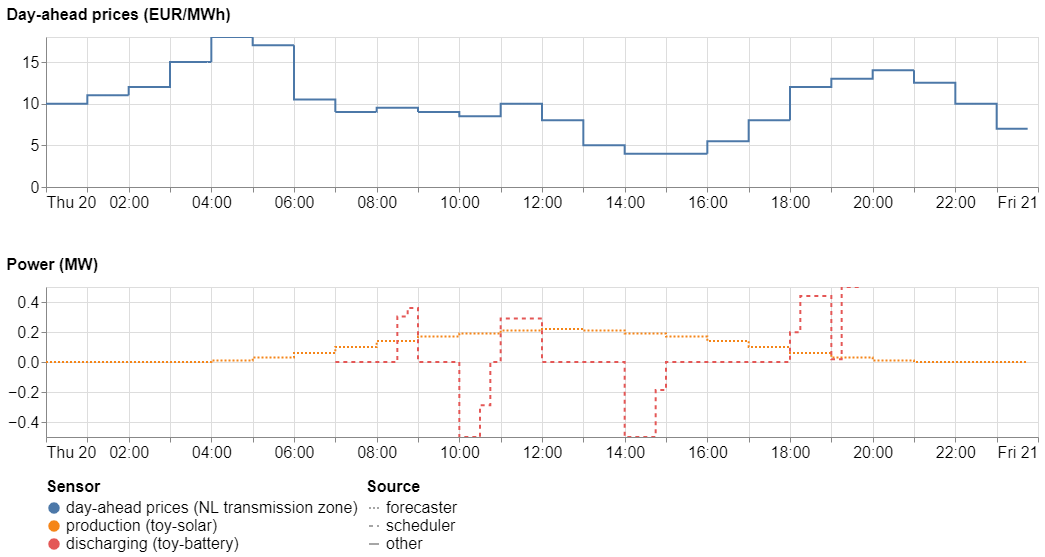 Day-ahead prices (EUR/MWh)
15
10
5
0
Thu 20 02:00 04:00 06:00 08:00 10:00 12:00 14:00 16:00 18:00 20:00 22:00 Fri 21
Power (MW)
0.4
0.2
0.0
−0.2
−0.4
Thu 20 02:00 04:00 06:00 08:00 10:00 12:00 14:00 16:00 18:00 20:00 22:00 Fri 21
Sensor
day-ahead prices (NL transmission zone)
production (toy-solar)
discharging (toy-battery)
Source
forecaster
scheduler
other